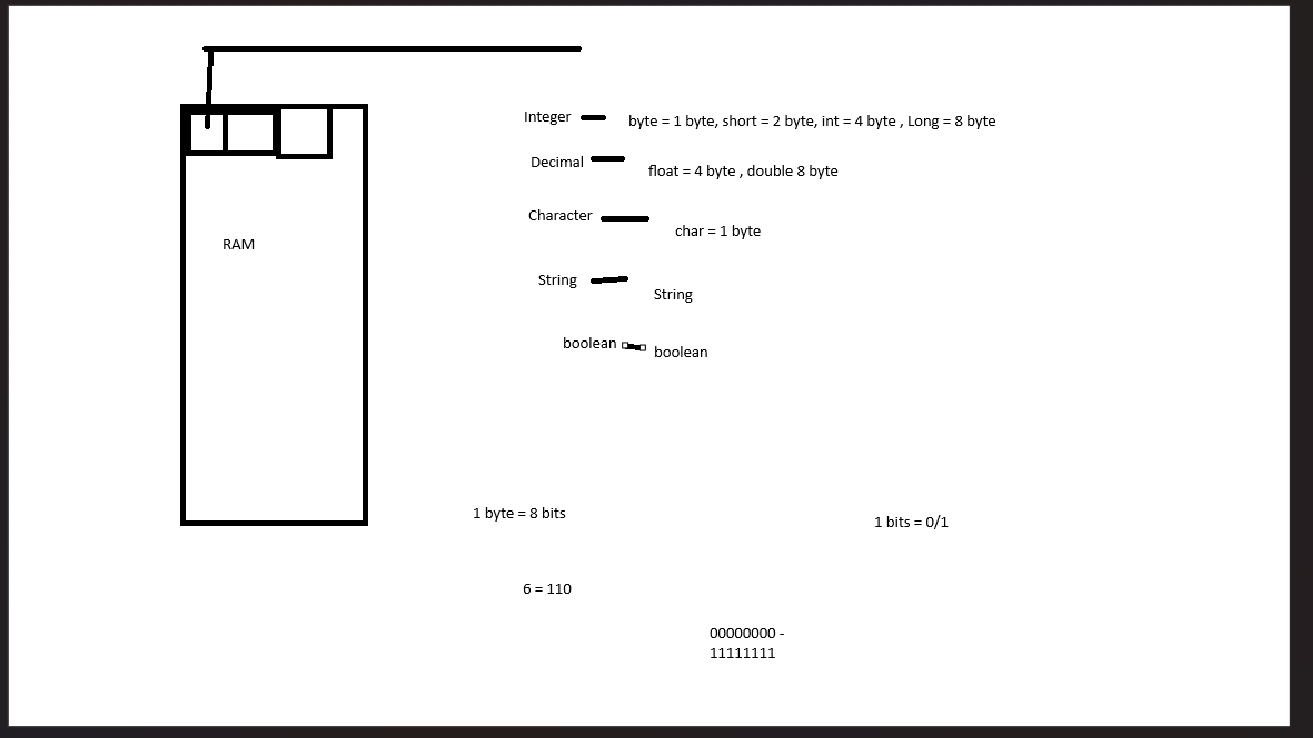 Integer
byte = 1 byte, short = 2 byte, int = 4 byte , Long = 8 byte
Decimal
float = 4 byte , double 8 byte
Character
char = 1 byte
RAM
String
String
boolean
boolean
1 byte = 8 bits
1 bits = 0/1
6 = 110
00000000 -
11111111